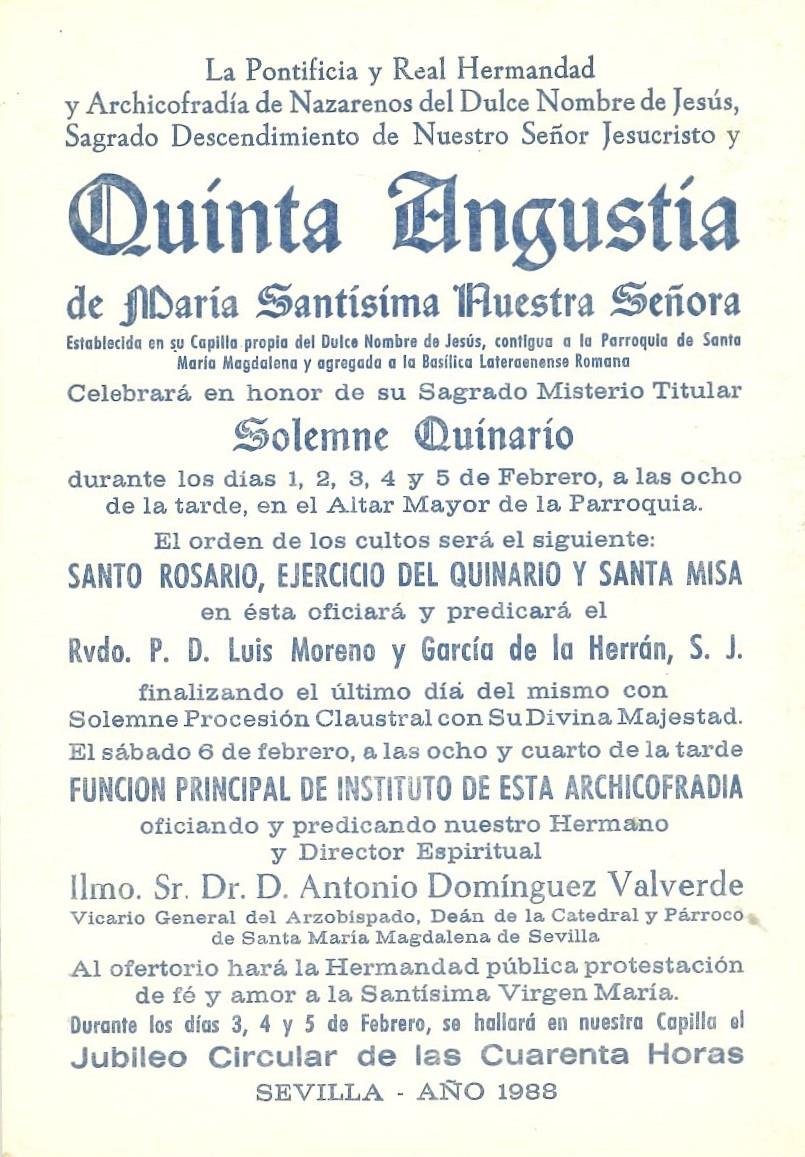 La Pontificia y Real Hermandad
y Archicofradía de Nazarenos del Dulce Nombre de Jesús,
Sagrado Descendimiento de Nuestro Señor Jesucristo y
Quinta Angustia
de María Santísima Nuestra Señora
Establecida en su Capilla propia del Dulce Nombre de Jesús, contigua a la Parroquia de Santa
María Magdalena y agregada a la Basílica Lateraenense Romana
Celebrará en honor de su Sagrado Misterio Titular
Solemne Quinario
durante los días 1, 2, 3, 4 y 5 de Febrero, a las ocho
de la tarde, en el Altar Mayor de la Parroquia.
El orden de los cultos será el siguiente:
SANTO ROSARIO, EJERCICIO DEL QUINARIO Y SANTA MISA
en ésta oficiará y predicará el
Rvdo. P. D. Luis Moreno y García de la Herrán, S. J.
finalizando el último día del mismo con
Solemne Procesión Claustral con Su Divina Majestad.
El sábado 6 de febrero, a las ocho y cuarto de la tarde
FUNCION PRINCIPAL DE INSTITUTO DE ESTA ARCHICOFRADIA
oficiando y predicando nuestro Hermano
y Director Espiritual
Ilmo. Sr. Dr. D. Antonio Domínguez Valverde
Vicario General del Arzobispado, Deán de la Catedral y Párroco
de Santa María Magdalena de Sevilla
Al ofertorio hará la Hermandad pública protestación
de fé y amor a la Santísima Virgen María.
Durante los días 3, 4 y 5 de Febrero, se hallará en nuestra Capilla el
Jubileo Circular de las Cuarenta Horas
SEVILLA - AÑO 1988